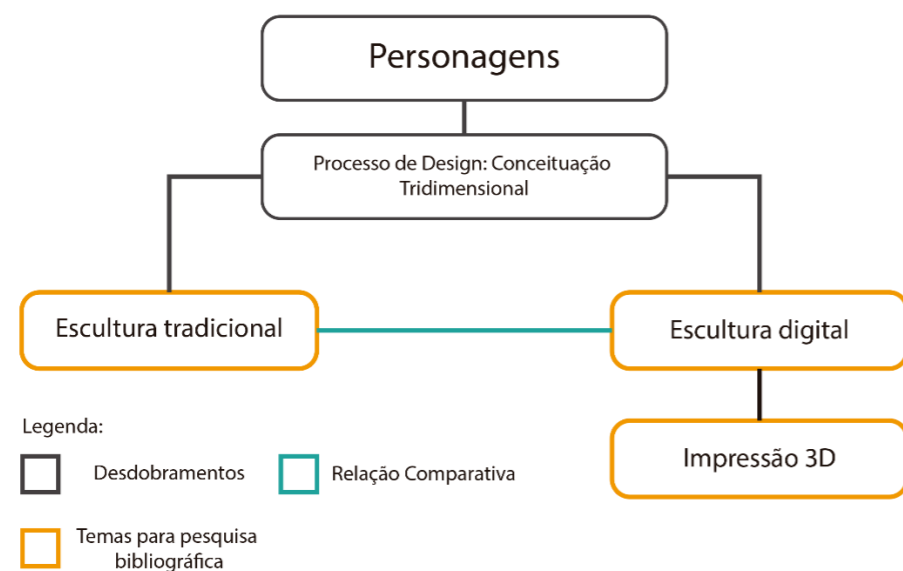 Personagens
Processo de Design: Conceituação
Tridimensional
Escultura tradicional
Escultura digital
Impressão 3D
Legenda:
Desdobramentos
Relação Comparativa
Temas para pesquisa
bibliográfica